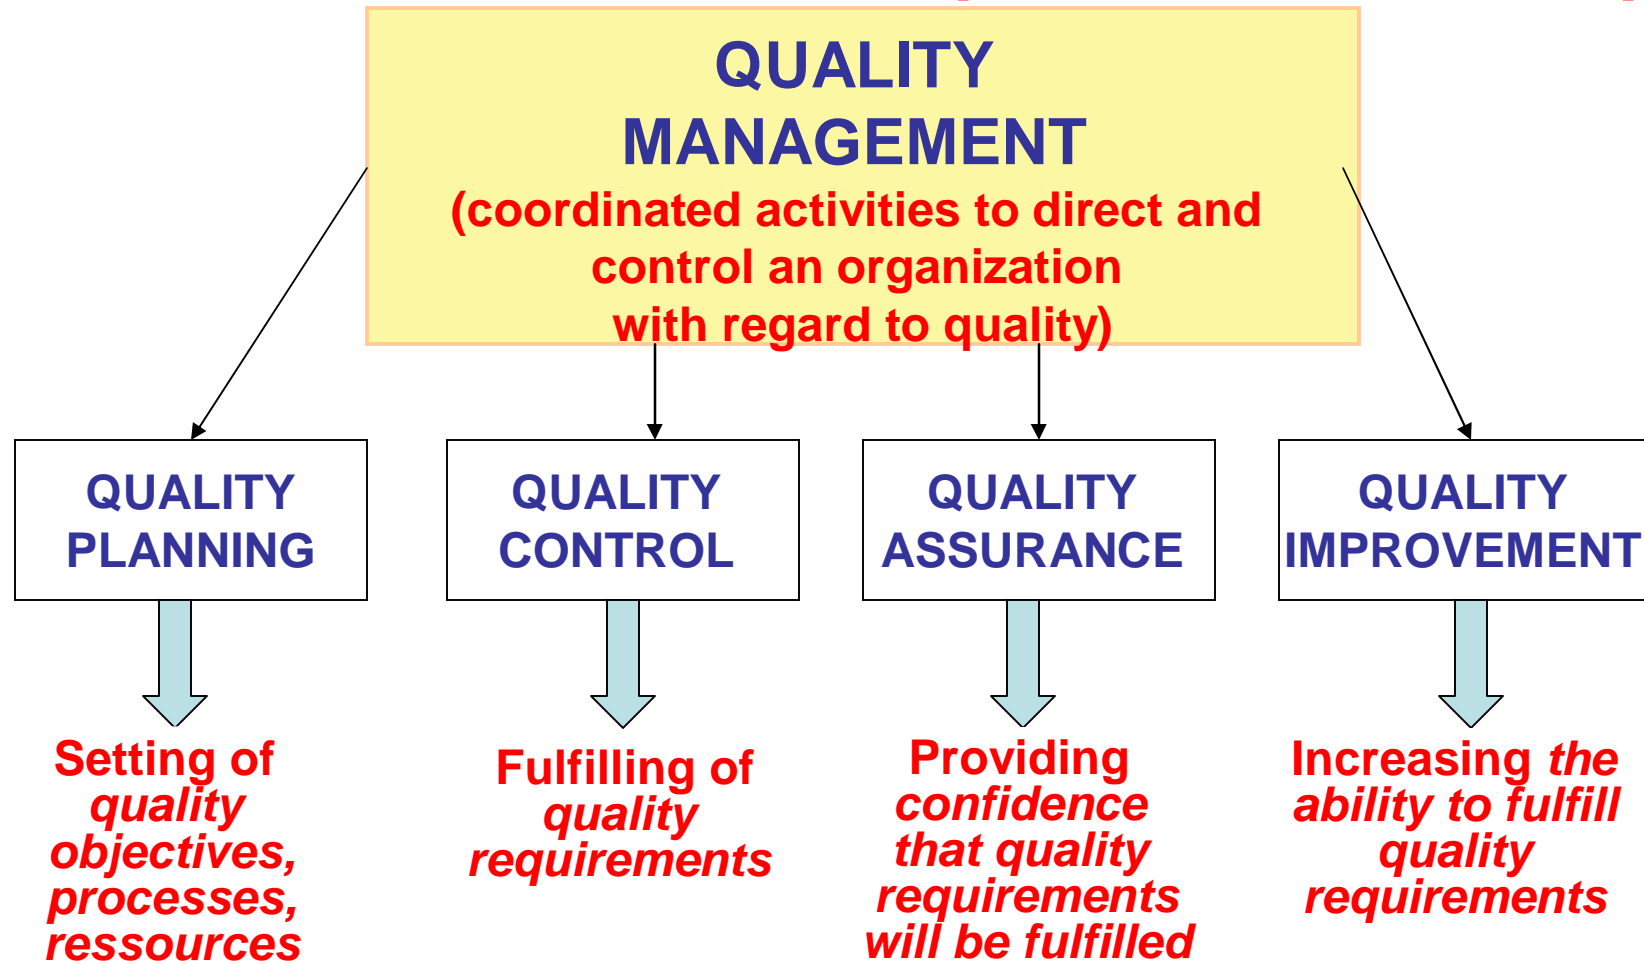 QUALITY
MANAGEMENT
(coordinated activities to direct and
control an organization
with regard to quality)
QUALITY
PLANNING
QUALITY
CONTROL
QUALITY
ASSURANCE
QUALITY
IMPROVEMENT
Setting of
quality
objectives,
processes,
ressources
Fulfilling of
quality
requirements
Providing
confidence
that quality
requirements
will be fulfilled
Increasing the
ability to fulfill
quality
requirements